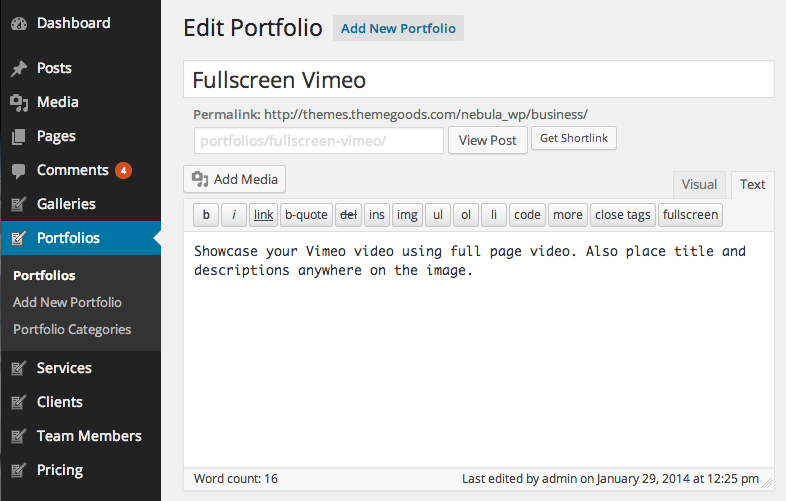 Dashboard
Posts
Media
Pages
Comments 4
Galleries
Portfolios
Portfolios
Add New Portfolio
Portfolio Categories
Services
Clients
Team Members
Pricing
Edit Portfolio Add New Portfolio
Fullscreen Vimeo
Permalink: http://themes.themegoods.com/nebula_wp/business/
portfolios/fullscreen-vimeo/ View Post Get Shortlink
Add Media Visual Text
b i link b-quote del ins img ul ol li code more close tags fullscreen
Showcase your Vimeo video using full page video. Also place title and
descriptions anywhere on the image.
Word count: 16 Last edited by admin on January 29, 2014 at 12:25 pm